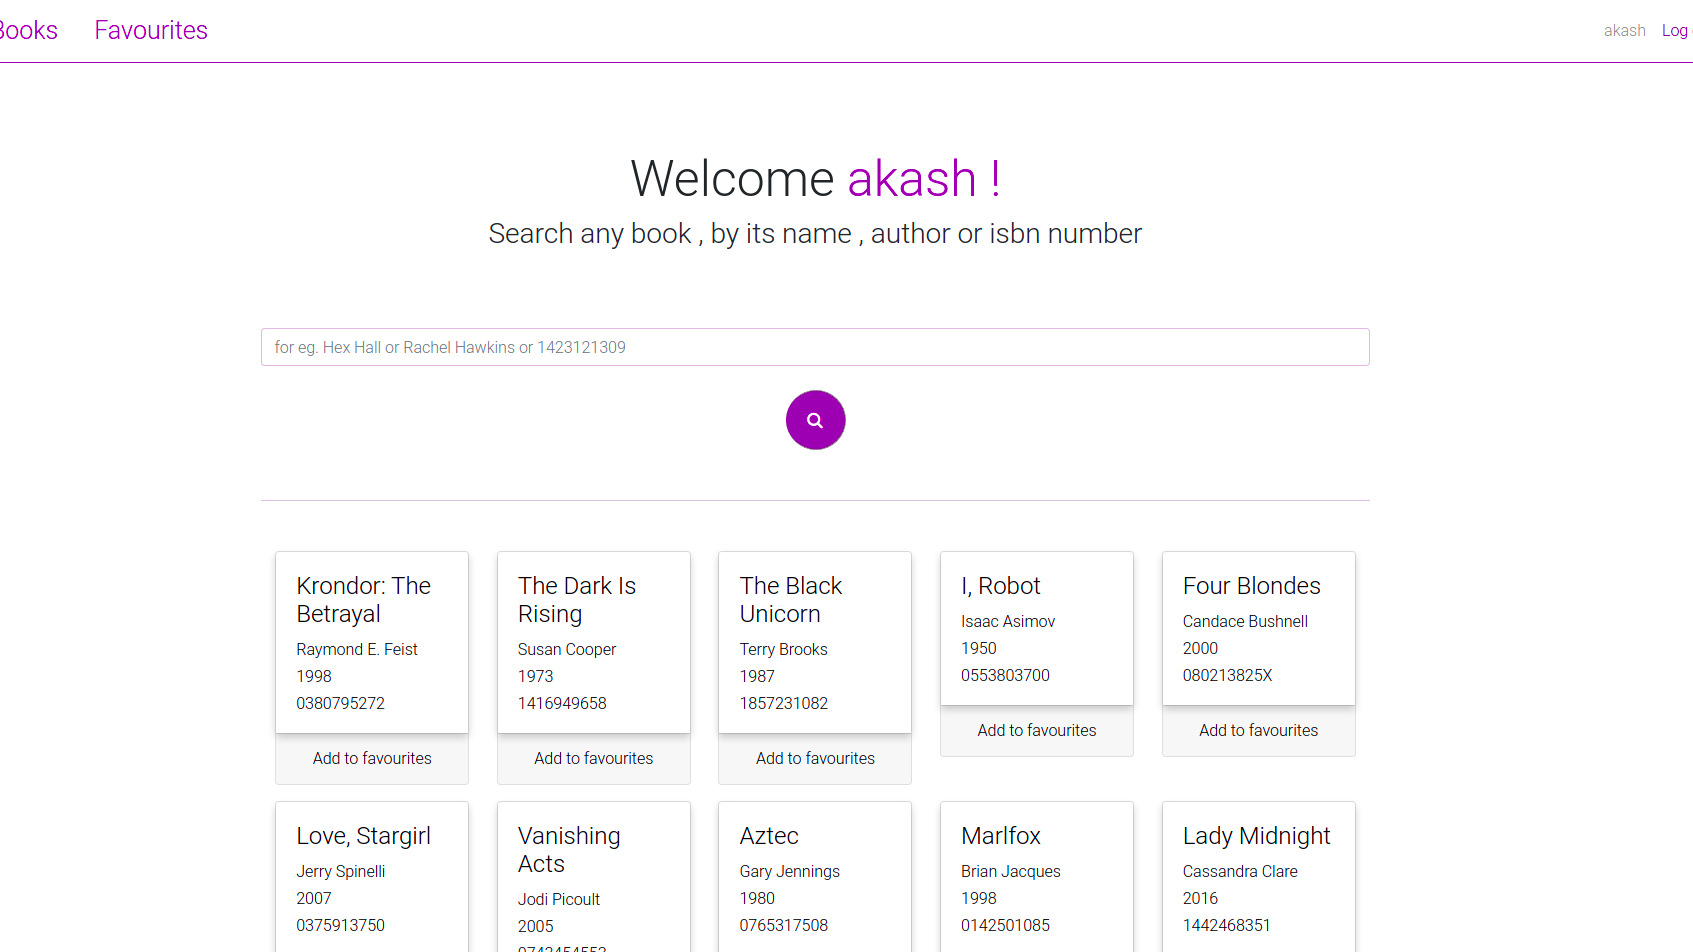 Books Favourites akash Log
Welcome akash !
Search any book , by its name , author or isbn number
for eg. Hex Hall or Rachel Hawkins or 1423121309
Krondor: The
Betrayal
Raymond E. Feist
1998
0380795272
Add to favourites
The Dark Is
Rising
Susan Cooper
1973
1416949658
Add to favourites
The Black
Unicorn
Terry Brooks
1987
1857231082
Add to favourites
I, Robot
Isaac Asimov
1950
0553803700
Add to favourites
Four Blondes
Candace Bushnell
2000
080213825X
Add to favourites
Love, Stargirl
Jerry Spinelli
2007
0375913750
Vanishing
Acts
Jodi Picoult
2005
Aztec
Gary Jennings
1980
0765317508
Marlfox
Brian Jacques
1998
0142501085
Lady Midnight
Cassandra Clare
2016
1442468351